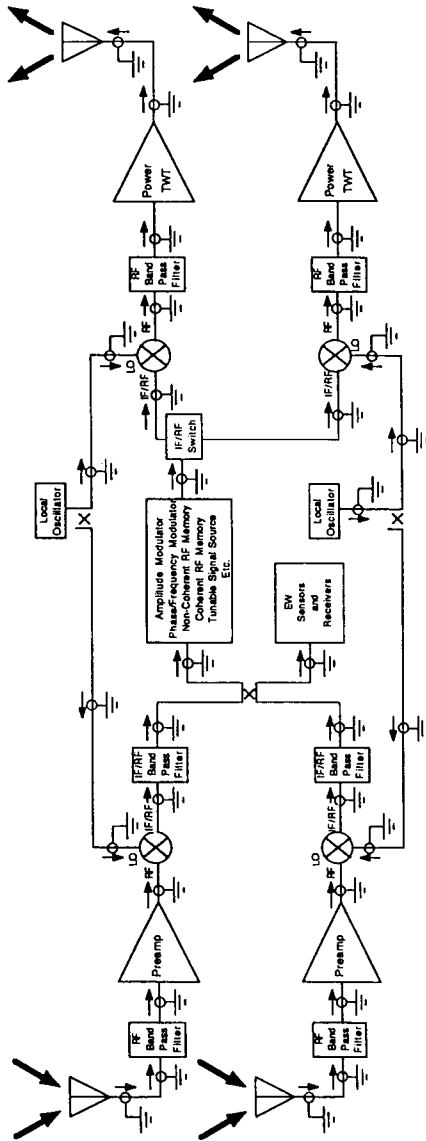 Power
TWT
Power
TWT
RF
Band
Pass
Filter
RF
Band
Pass
Filter
RF
RF
LO
LO
IF/RF
IF/RF
IF/RF
Switch
Local
Oscillator
Local
Oscillator
Amplitude Modulator
Phase/Frequency Modulator
Non-Coherent RF Memory
Coherent RF Memory
Tunable Signal Source
Etc.
EW
Sensors
and
Receivers
IF/RF
Band
Pass
Filter
IF/RF
Band
Pass
Filter
IF/RF
IF/RF
LO
LO
RF
RF
Preamp
Preamp
RF
Band
Pass
Filter
RF
Band
Pass
Filter